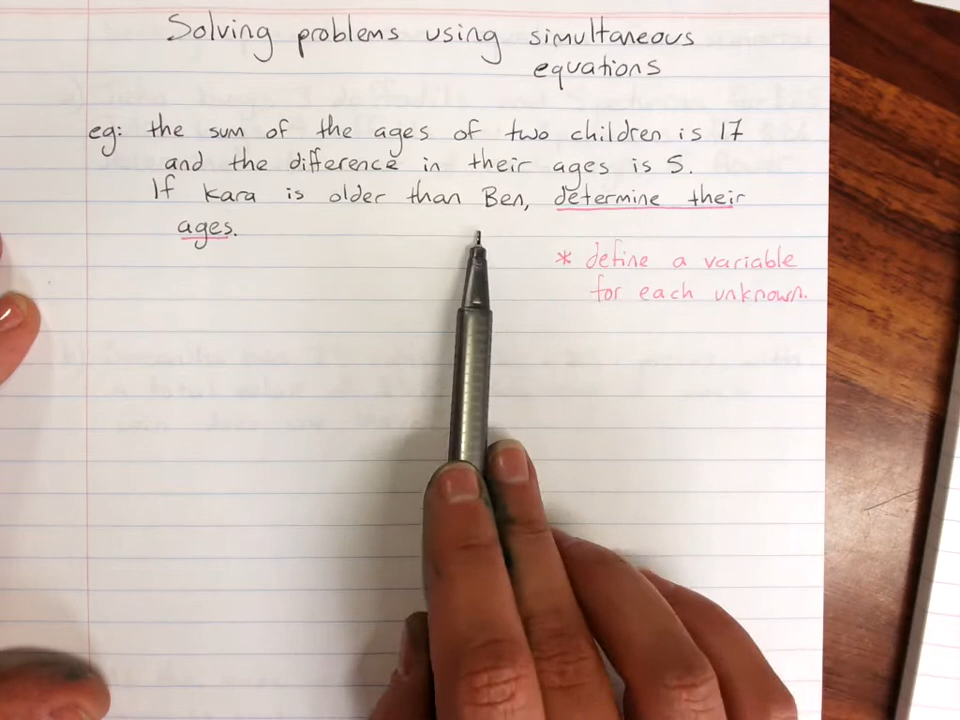 Solving problems using simultaneous
equations
eg: the sum of the ages of two children is 17
and the difference in their ages is 5.
If Kara is older than Ben, determine their
ages.
* define a variable
for each unknown.